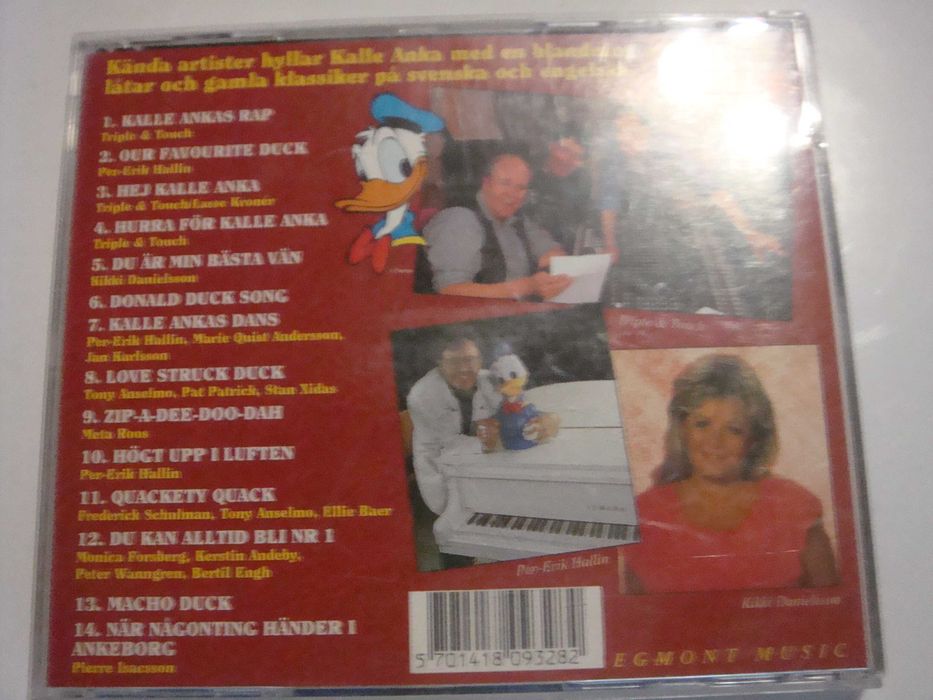 Kända artister hyllar Kalle Anka med en
låtar och gamla klassiker på svenska och
1. KALLE ANKAS RAP
Triple & Touch
2. OUR FAVOURITE DUCK
Per-Erik Hallin
3. HEJ KALLE ANKA
Triple & Touch/Lasse Kronér
4. HURRA FÖR KALLE ANKA
Triple & Touch
5. DU ÄR MIN BÄSTA VÄN
Kikki Danielsson
6. DONALD DUCK SONG
7. KALLE ANKAS DANS
Per-Erik Hallin, Marie Quist Andersson,
Jan Karlsson
8. LOVE STRUCK DUCK
Tony Anselmo, Pat Patrick, Stan Xidas
9. ZIP-A-DEE-DOO-DAH
Meta Roos
10. HÖGT UPP I LUFTEN
Per-Erik Hallin
11. QUACKETY QUACK
Frederick Schulman, Tony Anselmo, Ellie Baer
12. DU KAN ALLTID BLI NR 1
Monica Forsberg, Kerstin Andeby,
Peter Wanngren, Bertil Engh
13. MACHO DUCK
14. NÄR NÅGONTING HÄNDER I
ANKEBORG
Pierre Isacsson
Triple & Touch
Per-Erik Hallin
Kikki Danielsson
5 701418 093282
EGMONT MUSIC